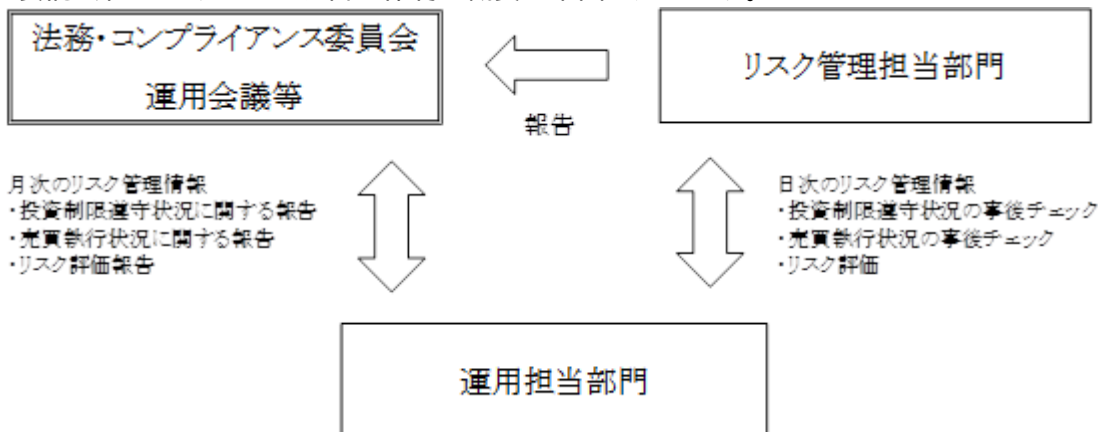 法務・コンプライアンス委員会
運用会議等
リスク管理担当部門
報告
月次のリスク管理情報
・投資制限遵守状況に関する報告
・売買執行状況に関する報告
・リスク評価報告
日次のリスク管理情報
・投資制限遵守状況の事後チェック
・売買執行状況の事後チェック
・リスク評価
運用担当部門